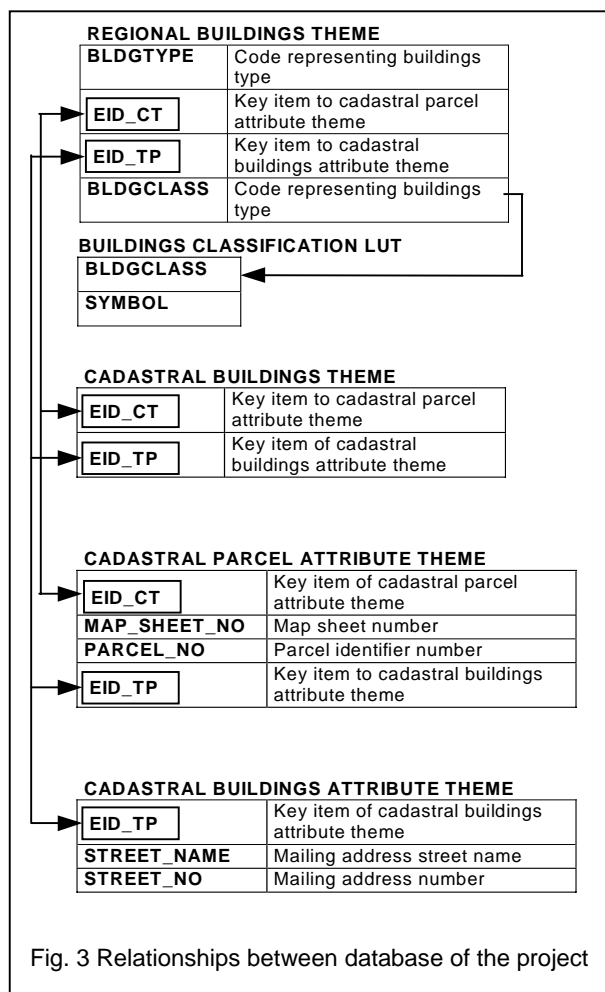 REGIONAL BUILDINGS THEME
BLDGTYPE Code representing buildings
type
EID_CT Key item to cadastral parcel
attribute theme
EID_TP Key item to cadastral
buildings attribute theme
BLDGCLASS Code representing buildings
type
BUILDINGS CLASSIFICATION LUT
BLDGCLASS
SYMBOL
CADASTRAL BUILDINGS THEME
EID_CT Key item to cadastral parcel
attribute theme
EID_TP Key item of cadastral
buildings attribute theme
CADASTRAL PARCEL ATTRIBUTE THEME
EID_CT Key item of cadastral parcel
attribute theme
MAP_SHEET_NO Map sheet number
PARCEL_NO Parcel identifier number
EID_TP Key item to cadastral buildings
attribute theme
CADASTRAL BUILDINGS ATTRIBUTE THEME
EID_TP Key item of cadastral buildings
attribute theme
STREET_NAME Mailing address street name
STREET_NO Mailing address number
Fig. 3 Relationships between database of the project